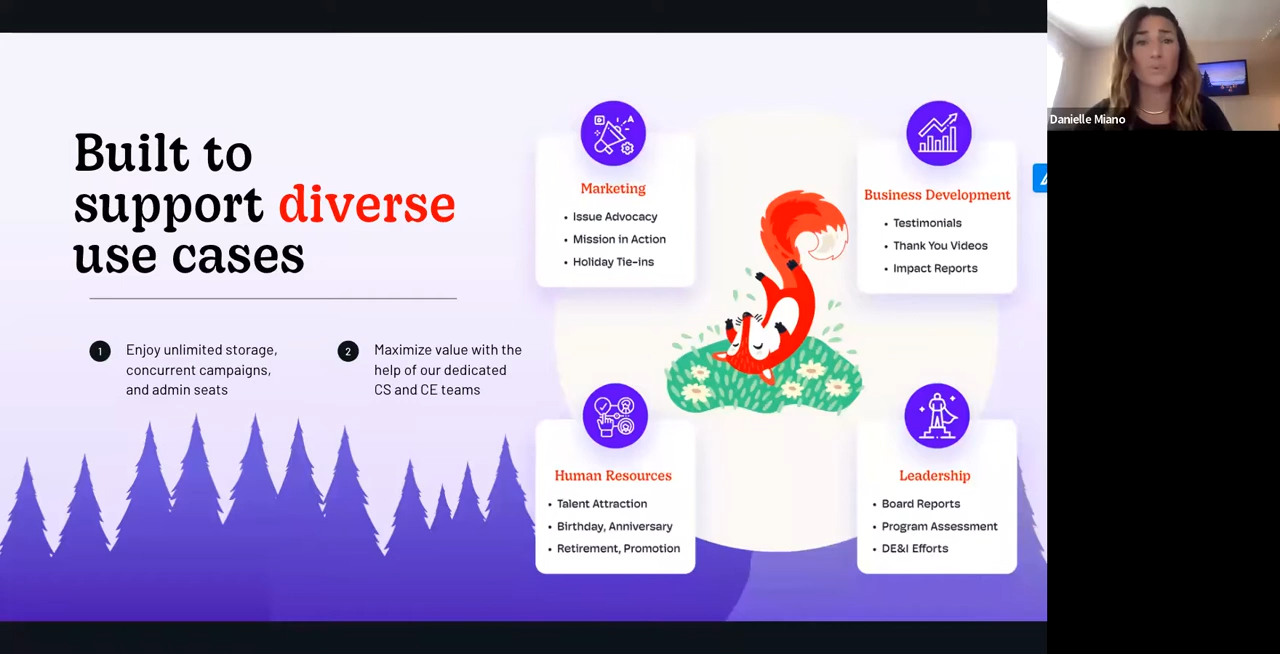 Built to
support diverse
use cases
1
Enjoy unlimited storage,
concurrent campaigns,
and admin seats
2
Maximize value with the
help of our dedicated
CS and CE teams
Marketing
• Issue Advocacy
• Mission in Action
• Holiday Tie-ins
Business Development
• Testimonials
• Thank You Videos
• Impact Reports
Human Resources
• Talent Attraction
• Birthday, Anniversary
• Retirement, Promotion
Leadership
• Board Reports
• Program Assessment
• DE&I Efforts
Danielle Miano